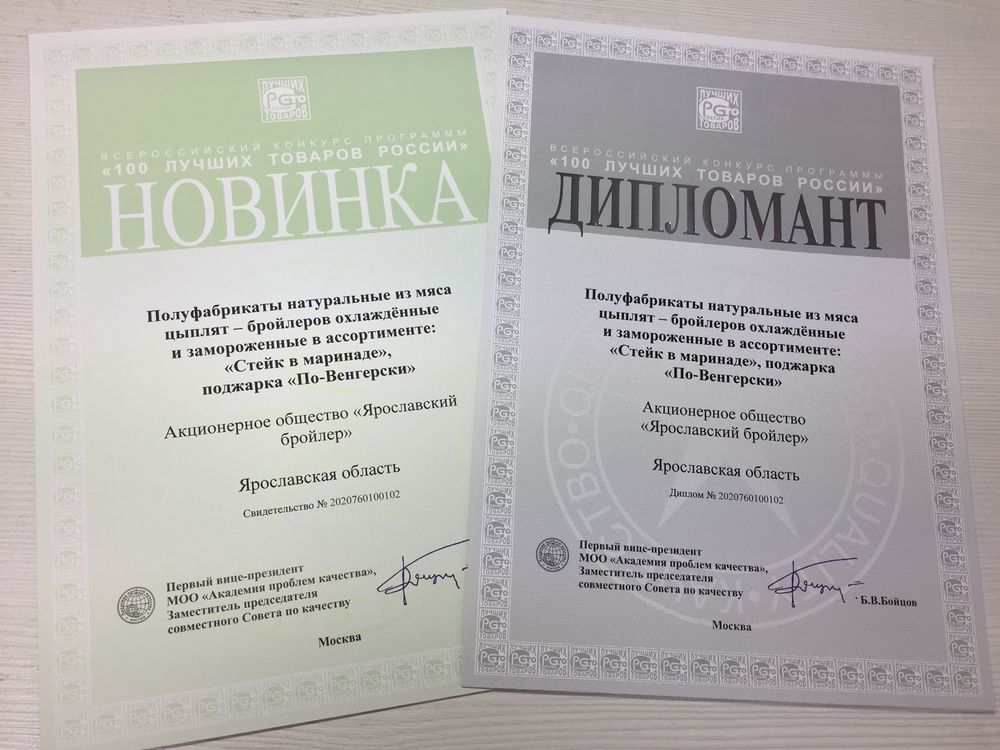 ЛУЧШИХ
PGTO
РОССИИ
ТОВАРОВ
ВСЕРОССИЙСКИЙ КОНКУРС ПРОГРАММЫ
«100 ЛУЧШИХ ТОВАРОВ РОССИИ»
НОВИНКА
Полуфабрикаты натуральные из мяса
цыплят – бройлеров охлаждённые
и замороженные в ассортименте:
«Стейк в маринаде»,
поджарка «По-Венгерски»
Акционерное общество «Ярославский
бройлер»
Ярославская область
Свидетельство № 2020760100102
Первый вице-президент
МОО «Академия проблем качества»,
Заместитель председателя
совместного Совета по качеству
Москва
ЛУЧШИХ
PGTO
РОССИИ
ТОВАРОВ
ВСЕРОССИЙСКИЙ КОНКУРС ПРОГРАММЫ
«100 ЛУЧШИХ ТОВАРОВ РОССИИ»
ДИПЛОМАНТ
Полуфабрикаты натуральные из мяса
цыплят – бройлеров охлаждённые
и замороженные в ассортименте:
«Стейк в маринаде», поджарка
«По-Венгерски»
Акционерное общество
«Ярославский бройлер»
Ярославская область
Диплом № 2020760100102
Первый вице-президент
МОО «Академия проблем качества»,
Заместитель председателя
совместного Совета по качеству
Б.В.Бойцов
Москва